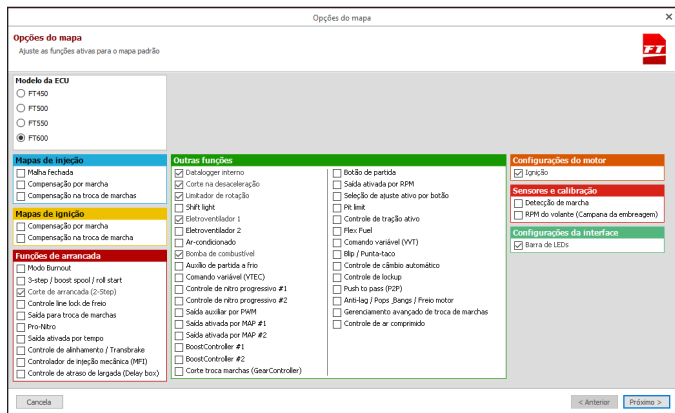 Opções do mapa
Opções do mapa
Ajuste as funções ativas para o mapa padrão
FT
Modelo da ECU
FT450
FT500
FT550
FT600
Mapas de injeção
Malha fechada
Compensação por marcha
Compensação na troca de marchas
Mapas de ignição
Compensação por marcha
Compensação na troca de marcha
Funções de arrancada
Modo Burnout
3-step / boost spool / roll start
Corte de arrancada (2-Step)
Controle line lock de freio
Saída para troca de marchas
Pro-Nitro
Saída ativada por tempo
Controle de alinhamento / Transbrake
Controlador de injeção mecânica (MFI)
Controle de atraso de largada (Delay box)
Outras funções
Datalogger interno
Corte na desaceleração
Limitador de rotação
Shift light
Eletroventilador 1
Eletroventilador 2
Ar-condicionado
Bomba de combustível
Auxílio de partida a frio
Comando variável (VTEC)
Controle de nitro progressivo #1
Controle de nitro progressivo #2
Saída auxiliar por PWM
Saída ativada por MAP #1
Saída ativada por MAP #2
BoostController #1
BoostController #2
Corte troca marchas (GearController)
Botão de partida
Saída ativada por RPM
Seleção de ajuste ativo por botão
Pit limit
Controle de tração ativo
Flex Fuel
Comando variável (VVT)
Blip / Punta-taco
Controle de câmbio automático
Controle de lockup
Push to pass (P2P)
Anti-lag / Pops_Bangs / Freio motor
Gerenciamento avançado de troca de marchas
Controle de ar comprimido
Configurações do motor
Ignição
Sensores e calibração
Detecção de marcha
RPM do volante (Campana da embreagem)
Configurações da interface
Barra de LEDs
Cancela
< Anterior
Próximo >